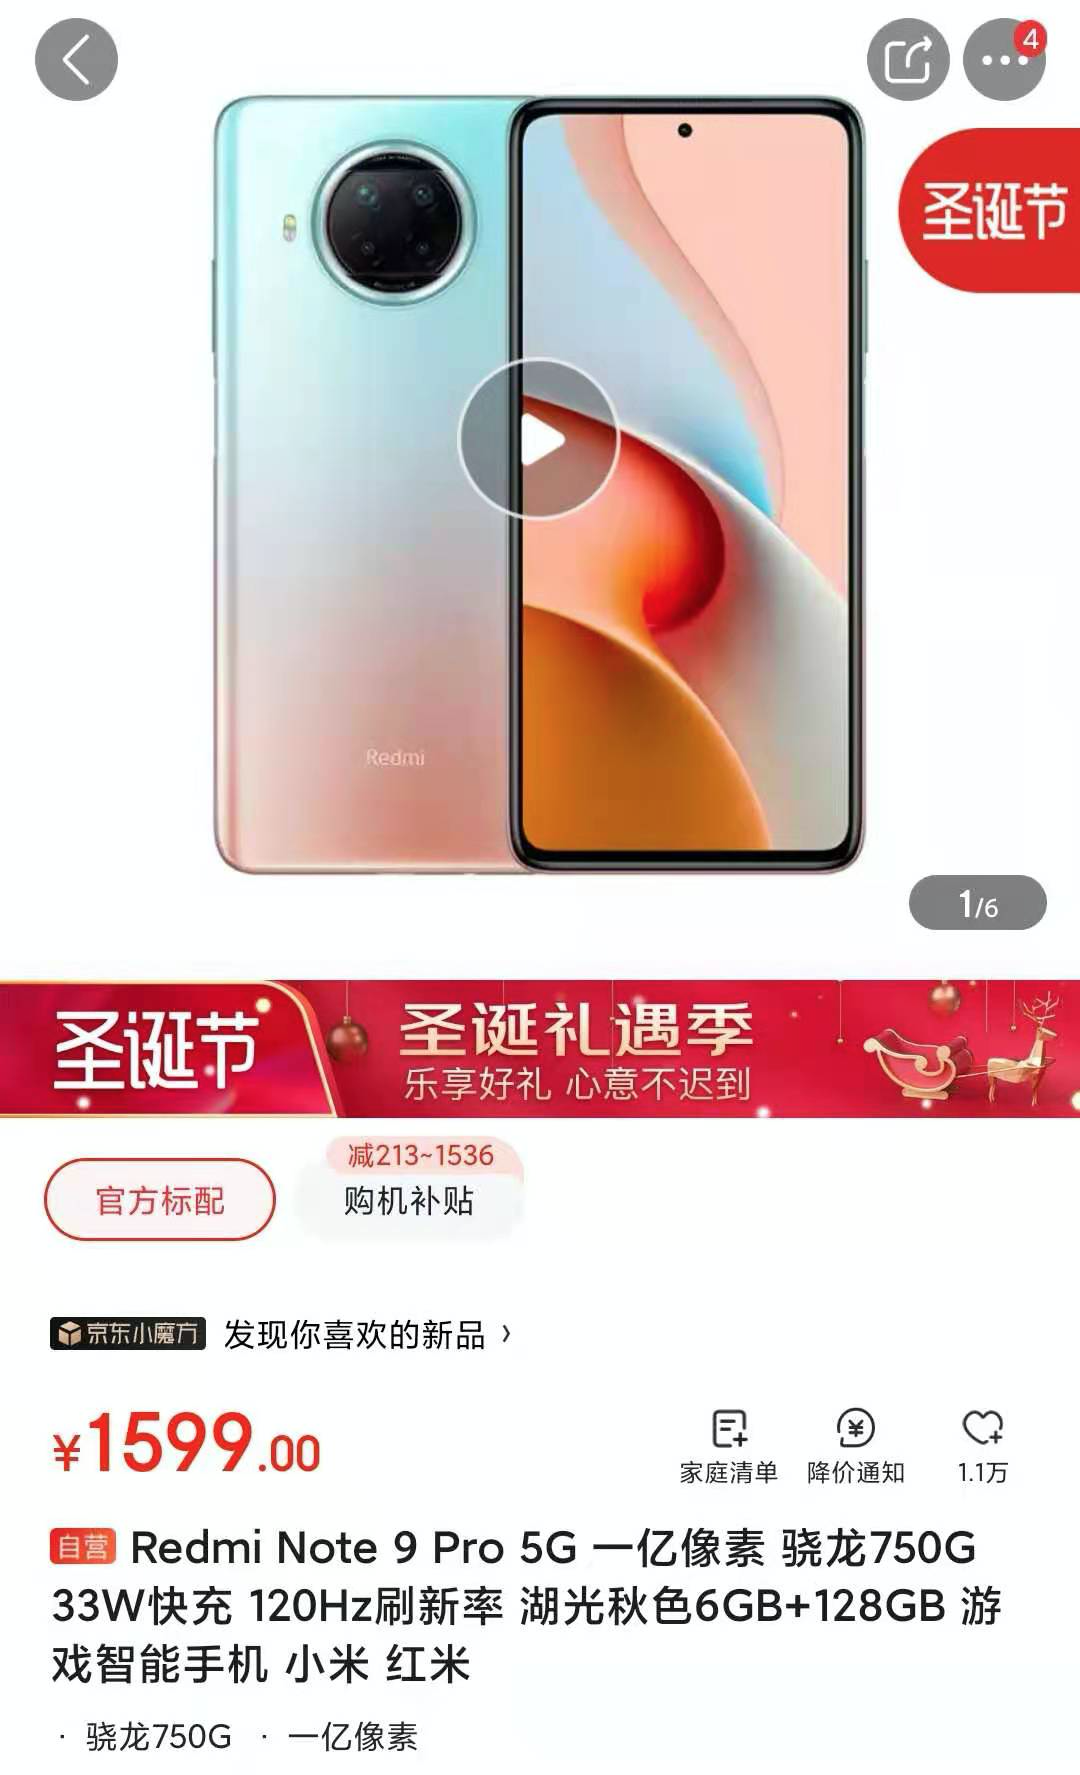 4
圣诞节
Redmi
1/6
圣诞节
圣诞礼遇季
乐享好礼 心意不迟到
官方标配
减213~1536
购机补贴
京东小魔方 发现你喜欢的新品 ›
¥1599.00
家庭清单
降价通知
1.1万
自营 Redmi Note 9 Pro 5G 一亿像素 骁龙750G
33W快充 120Hz刷新率 湖光秋色6GB+128GB 游
戏智能手机 小米 红米
· 骁龙750G · 一亿像素